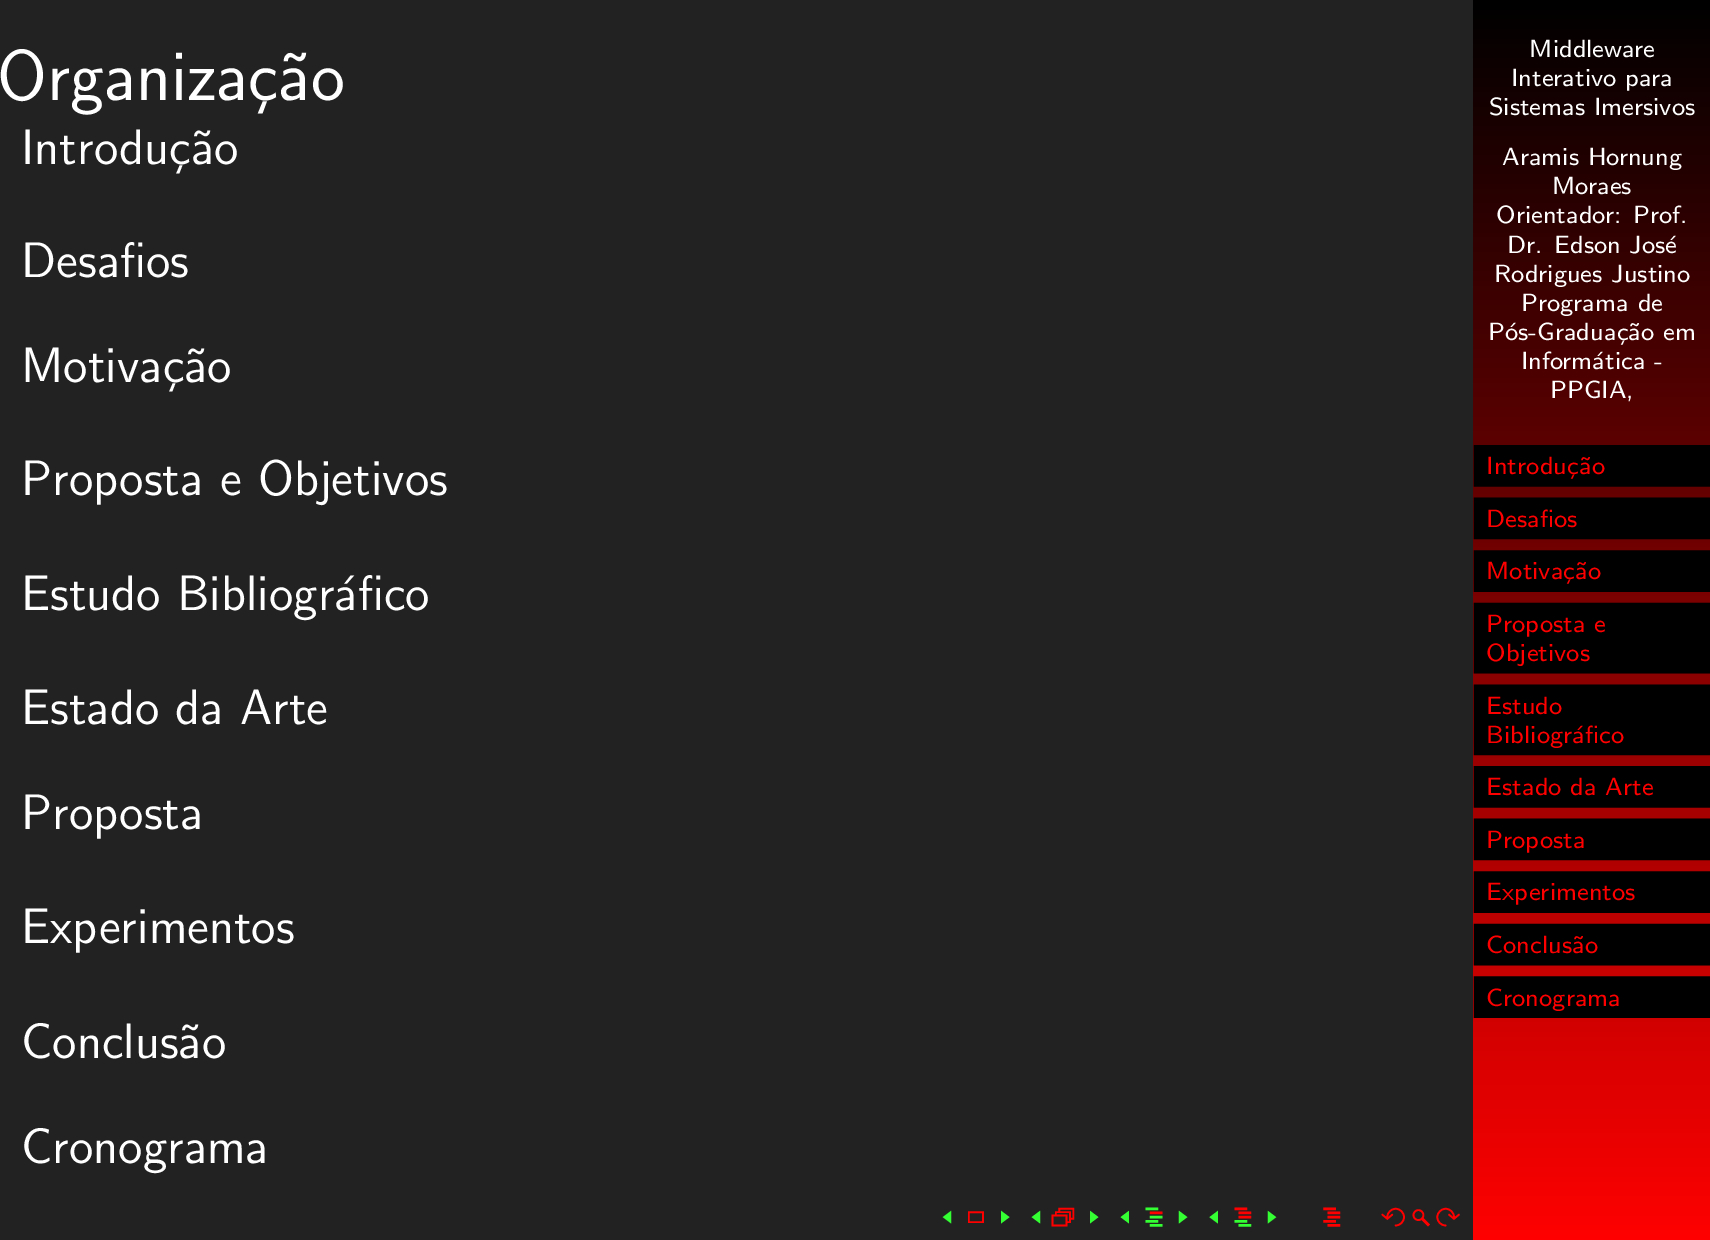 Organização
Introdução
Desafios
Motivação
Proposta e Objetivos
Estudo Bibliográfico
Estado da Arte
Proposta
Experimentos
Conclusão
Cronograma
Middleware
Interativo para
Sistemas Imersivos
Aramis Hornung
Moraes
Orientador: Prof.
Dr. Edson José
Rodrigues Justino
Programa de
Pós-Graduação em
Informática -
PPGIA,
Introdução
Desafios
Motivação
Proposta e
Objetivos
Estudo
Bibliográfico
Estado da Arte
Proposta
Experimentos
Conclusão
Cronograma